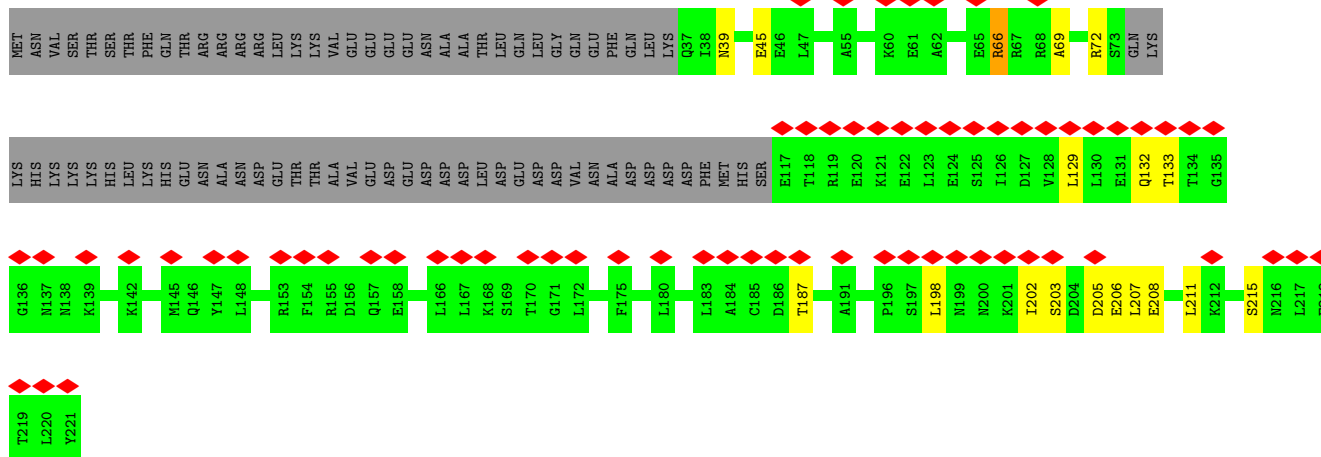 MET ASN VAL SER THR SER THR PHE GLN THR ARG ARG ARG ARG LEU LYS LYS VAL GLU GLU GLU GLU ASN ALA ALA THR LEU GLN LEU GLY GLN GLU PHE GLN LEU LYS Q37 I38 N39 E45 E46 L47 A55 K60 E61 A62 E65 R66 R67 R68 A69 R72 S73 GLN LYS
LYS HIS LYS LYS LYS HIS LEU LYS HIS GLU ASN ALA ASN ASP GLU THR THR ALA VAL GLU ASP GLU ASP ASP ASP LEU ASP GLU ASP ASP VAL ASN ALA ASP ASP ASP ASP PHE MET HIS SER E117 T118 R119 E120 K121 E122 L123 E124 S125 I126 D127 V128 L129 L130 E131 Q132 T133 T134 G135
G136 N137 N138 K139 K142 M145 Q146 Y147 L148 R153 F154 R155 D156 Q157 E158 L166 L167 K168 S169 T170 G171 L172 F175 L180 L183 A184 C185 D186 T187 A191 P196 S197 L198 N199 N200 K201 I202 S203 D204 D205 E206 L207 E208 L211 K212 S215 N216 L217
T219 L220 Y221